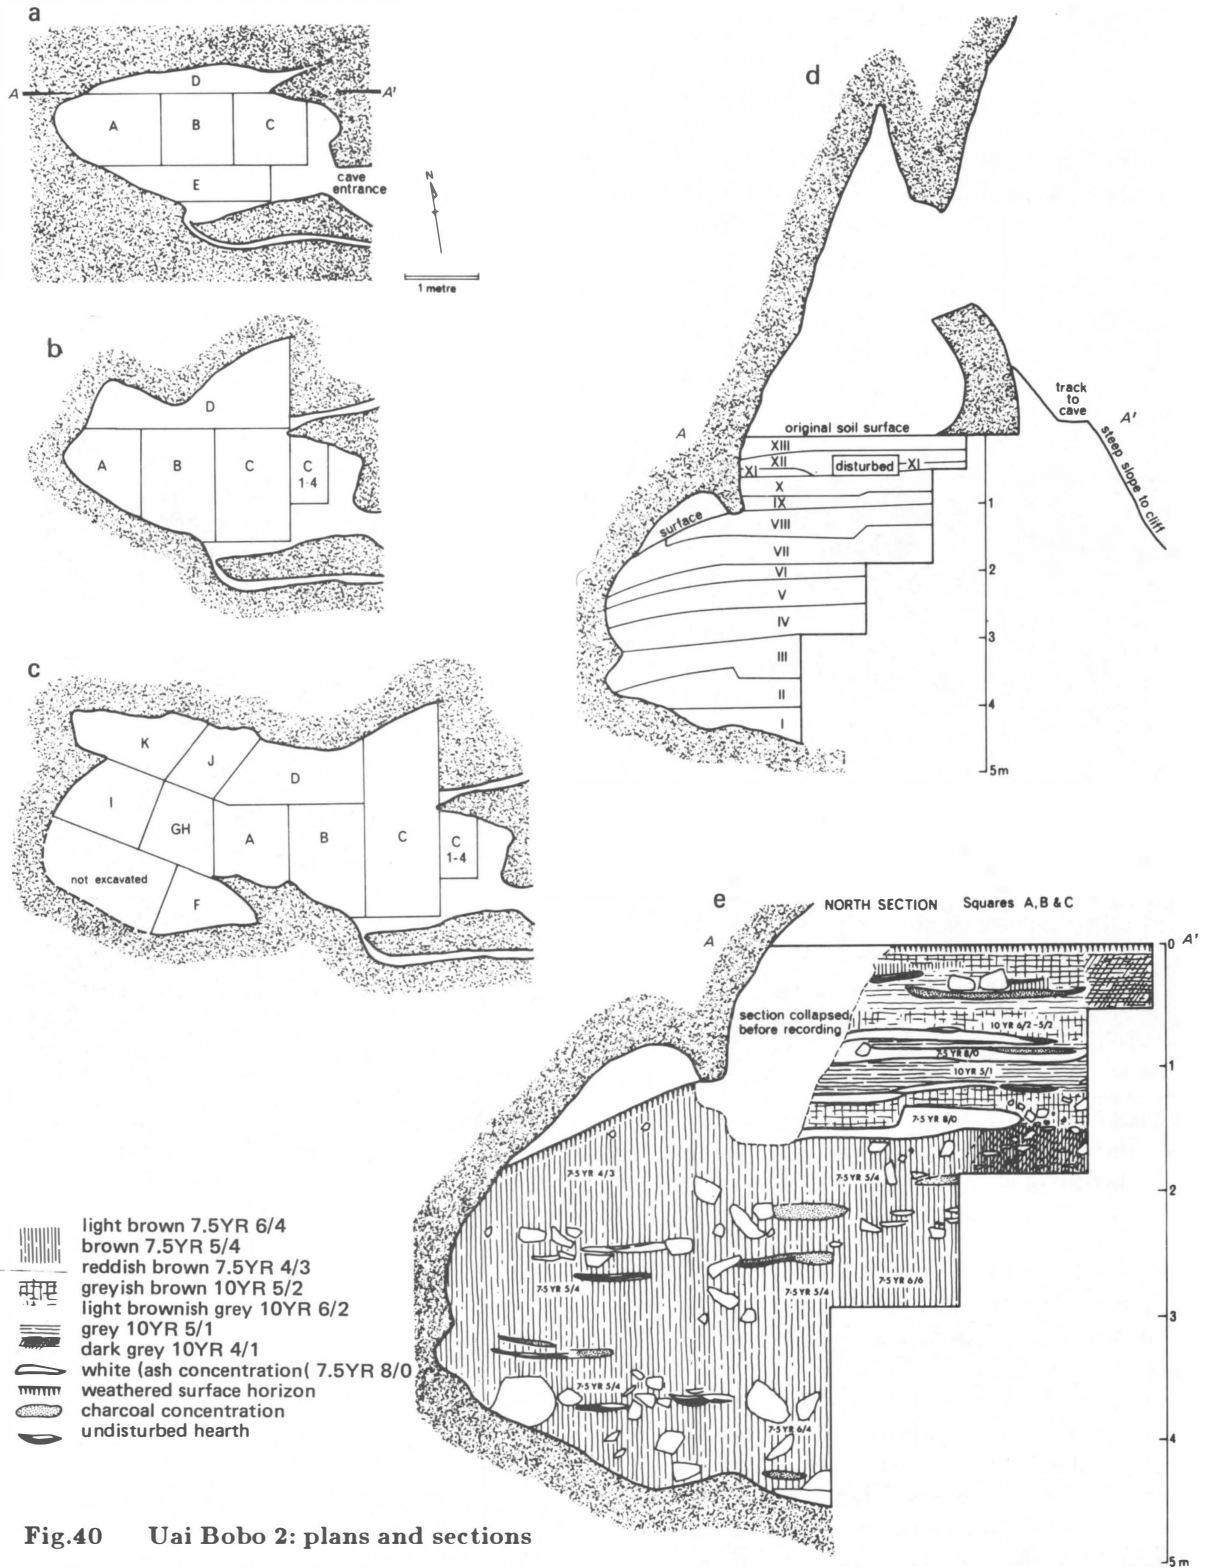 a
D
A
A'
A B C
E
cave
entrance
N
1 metre
b
D
A B C
C
1-4
c
K
J
D
I
GH
A B C
C
1-4
not excavated
F
d
track
to
cave
A'
A
original soil surface
XIII
XII
XI disturbed XI
X
IX
surface
VIII
VII
VI
V
IV
III
II
I
steep slope to cliff
1
2
3
4
5m
e
NORTH SECTION Squares A,B & C
A
0 A'
section collapsed
before recording
10 YR 6/2-5/2
7·5 YR 8/0
10 YR 5/1
7·5 YR 8/0
7·5 YR 4/3
7·5 YR 5/4
7·5 YR 5/4
7·5 YR 5/4
7·5 YR 6/6
7·5 YR 5/4
7·5 YR 6/4
1
2
3
4
5m
light brown 7.5YR 6/4
brown 7.5YR 5/4
reddish brown 7.5YR 4/3
greyish brown 10YR 5/2
light brownish grey 10YR 6/2
grey 10YR 5/1
dark grey 10YR 4/1
white (ash concentration( 7.5YR 8/0
weathered surface horizon
charcoal concentration
undisturbed hearth
Fig.40 Uai Bobo 2: plans and sections